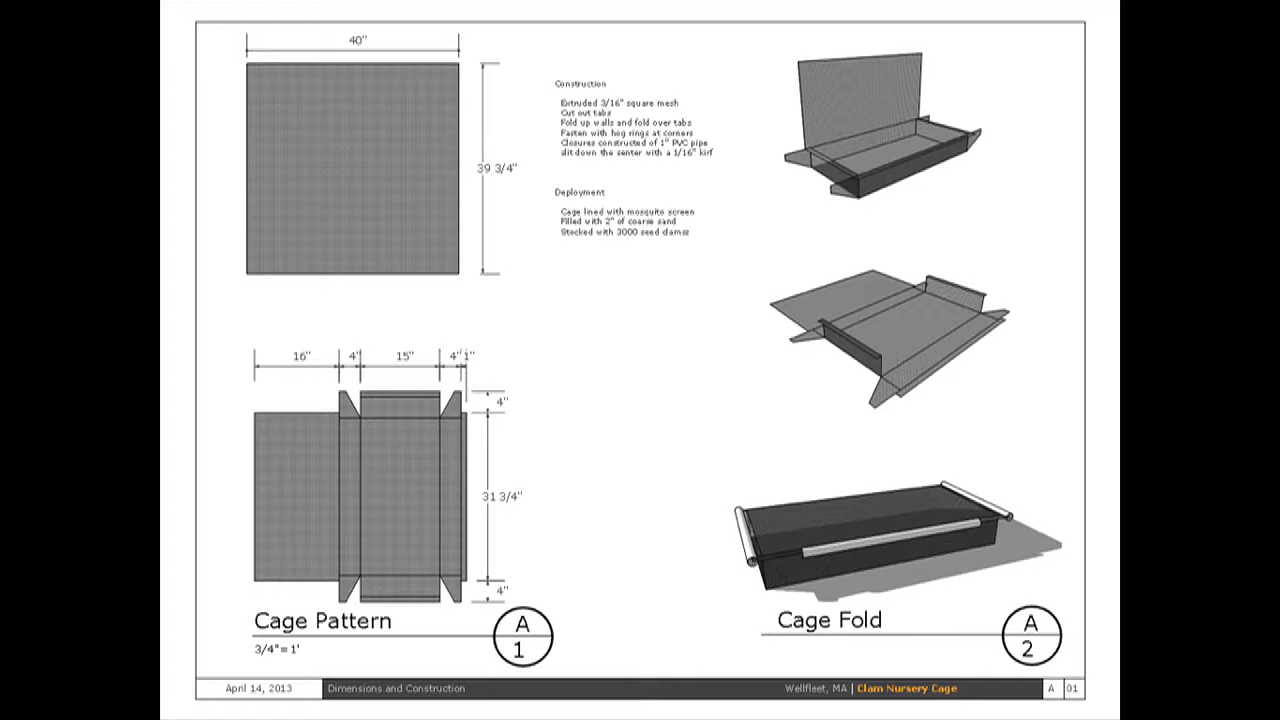 40"
39 3/4"
Construction
Extruded 3/16" square mesh
Cut out tabs
Fold up walls and fold over tabs
Fasten with hog rings at corners
Closures constructed of 1" PVC pipe
slit down the senter with a 1/16" kirf
Deployment
Cage lined with mosquito screen
Filled with 2" of coarse sand
Stocked with 3000 seed clams
16" 4" 15" 4" 1"
4"
31 3/4"
4"
Cage Pattern
3/4" = 1'
A
1
Cage Fold
A
2
April 14, 2013 Dimensions and Construction Wellfleet, MA | Clam Nursery Cage A 01